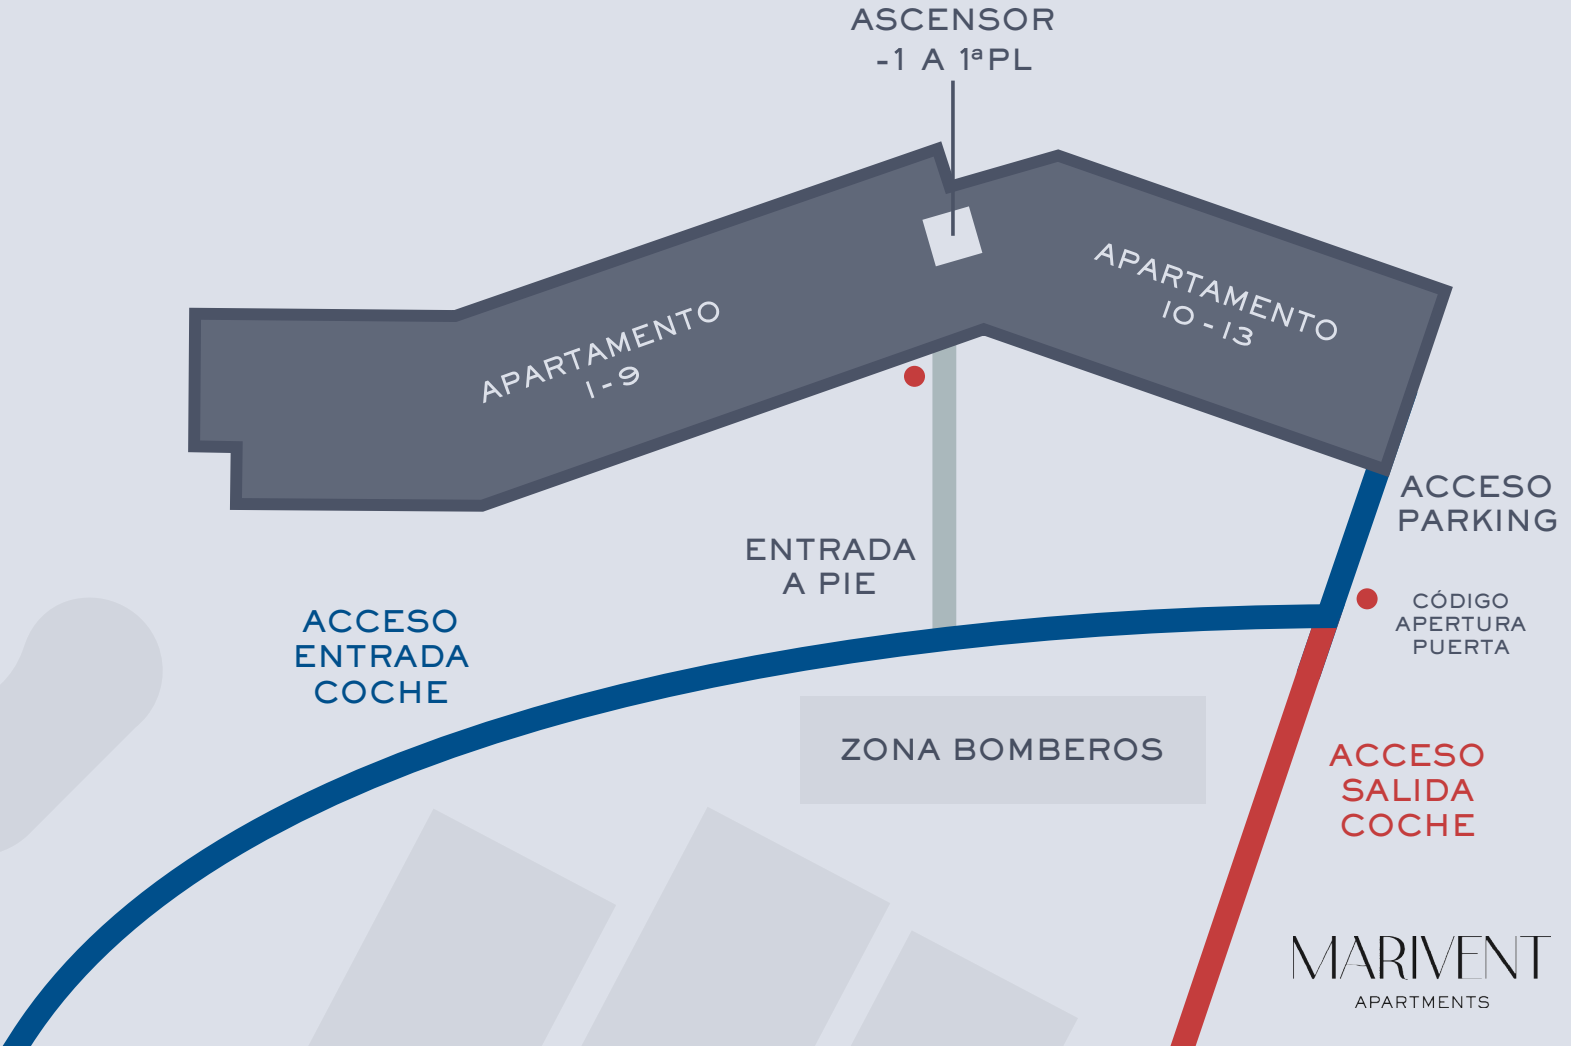 ASCENSOR
-1 A 1ªPL
APARTAMENTO
1 - 9
APARTAMENTO
10 - 13
ACCESO
PARKING
ENTRADA
A PIE
CÓDIGO
APERTURA
PUERTA
ACCESO
ENTRADA
COCHE
ZONA BOMBEROS
ACCESO
SALIDA
COCHE
MARIVENT
APARTMENTS